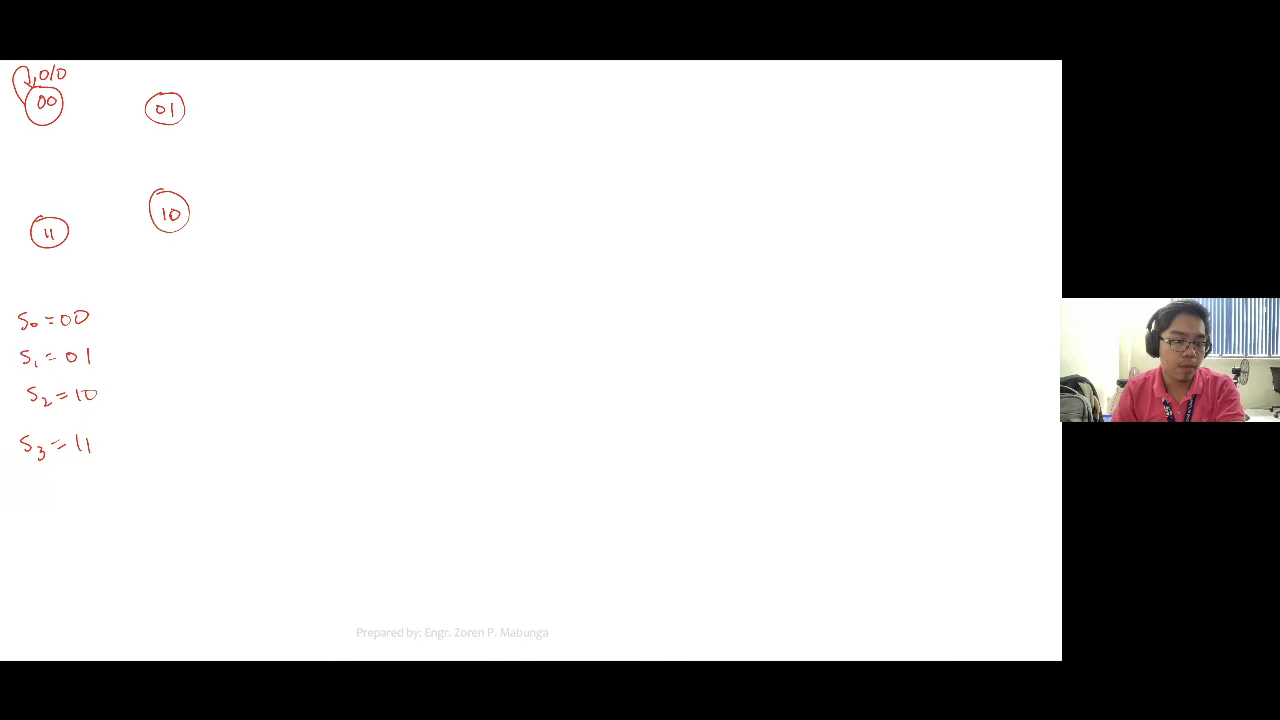 0/0
00
01
10
11
S0 = 00
S1 = 01
S2 = 10
S3 = 11
Prepared by: Engr. Zoren P. Mabunga